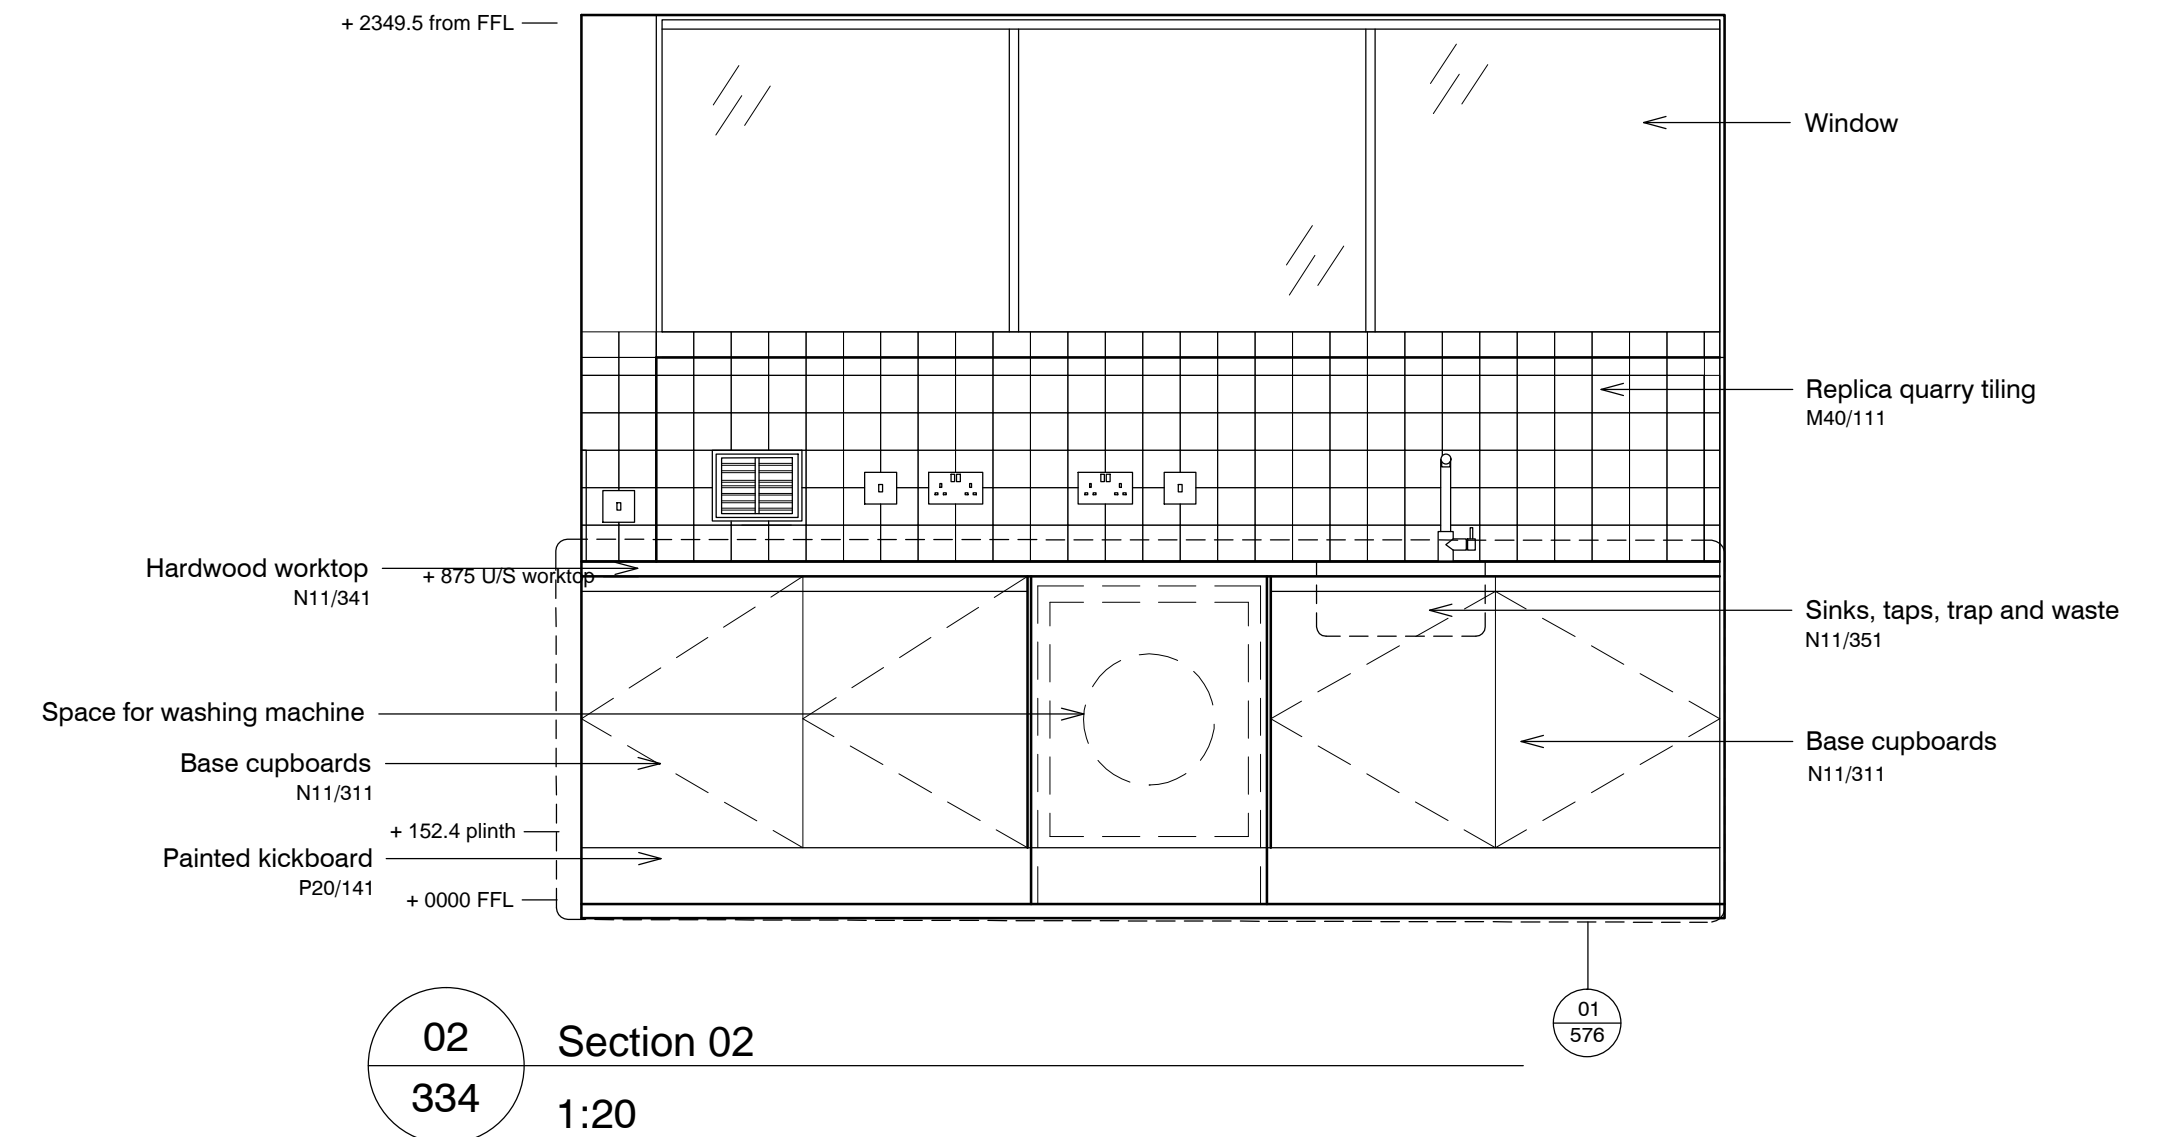 + 2349.5 from FFL
Window
Replica quarry tiling
M40/111
Hardwood worktop
N11/341
+ 875 U/S worktop
Sinks, taps, trap and waste
N11/351
Space for washing machine
Base cupboards
N11/311
Base cupboards
N11/311
+ 152.4 plinth
Painted kickboard
P20/141
+ 0000 FFL
01
576
02
334
Section 02
1:20